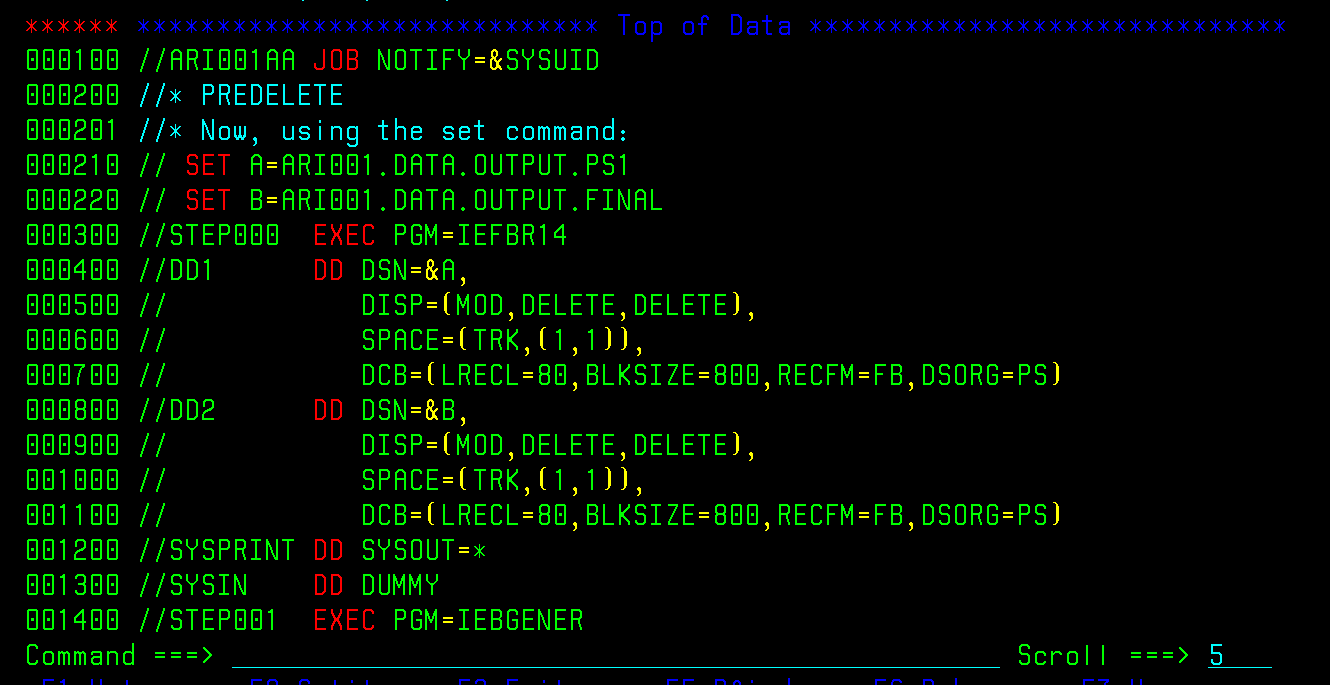 ****** ***************************** Top of Data ******************************
000100 //ARI001AA JOB NOTIFY=&SYSUID
000200 //* PREDELETE
000201 //* Now, using the set command:
000210 // SET A=ARI001.DATA.OUTPUT.PS1
000220 // SET B=ARI001.DATA.OUTPUT.FINAL
000300 //STEP000  EXEC PGM=IEFBR14
000400 //DD1      DD DSN=&A,
000500 //            DISP=(MOD,DELETE,DELETE),
000600 //            SPACE=(TRK,(1,1)),
000700 //            DCB=(LRECL=80,BLKSIZE=800,RECFM=FB,DSORG=PS)
000800 //DD2      DD DSN=&B,
000900 //            DISP=(MOD,DELETE,DELETE),
001000 //            SPACE=(TRK,(1,1)),
001100 //            DCB=(LRECL=80,BLKSIZE=800,RECFM=FB,DSORG=PS)
001200 //SYSPRINT DD SYSOUT=*
001300 //SYSIN    DD DUMMY
001400 //STEP001  EXEC PGM=IEBGENER
Command ===> Scroll ===> 5